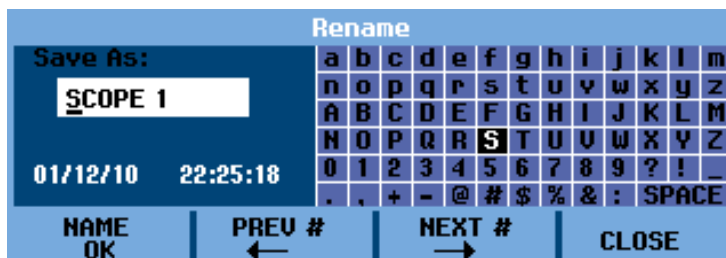 Rename
Save As:
SCOPE 1
01/12/10 22:25:18
a b c d e f g h i j k l m
n o p q r s t u v w x y z
A B C D E F G H I J K L M
N O P Q R S T U V W X Y Z
0 1 2 3 4 5 6 7 8 9 ? ! _
. , + - @ # $ % & : SPACE
NAME OK
PREV #
NEXT #
CLOSE